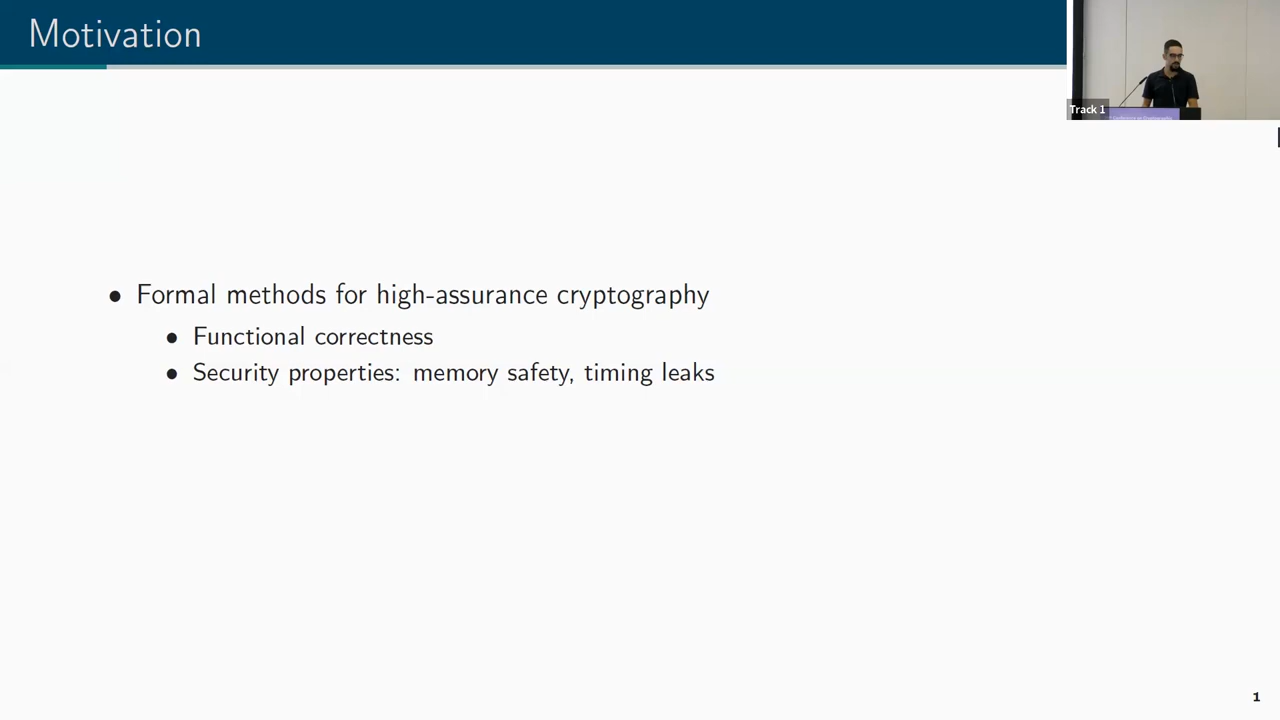 Motivation
Track 1
• Formal methods for high-assurance cryptography
• Functional correctness
• Security properties: memory safety, timing leaks
1